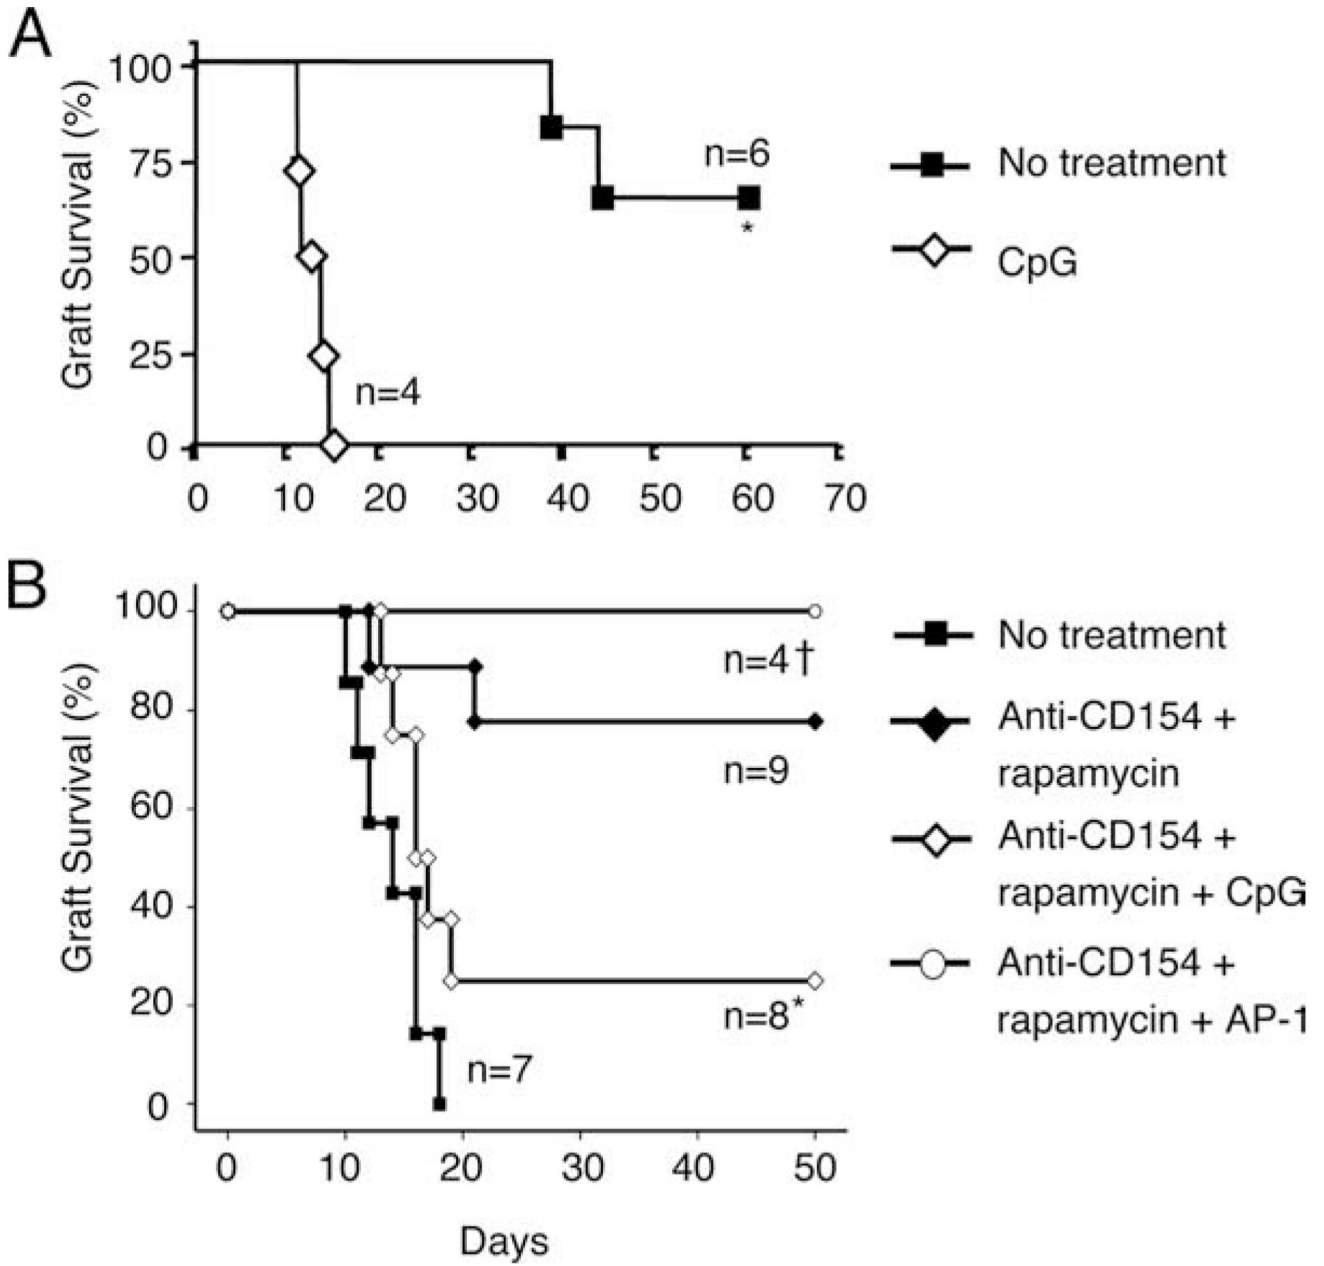 A
Graft Survival (%)
100
75
50
25
0
0 10 20 30 40 50 60 70
n=6
*
n=4
No treatment
CpG
B
Graft Survival (%)
100
80
60
40
20
0
0 10 20 30 40 50
Days
n=4†
n=9
n=8*
n=7
No treatment
Anti-CD154 +
rapamycin
Anti-CD154 +
rapamycin + CpG
Anti-CD154 +
rapamycin + AP-1